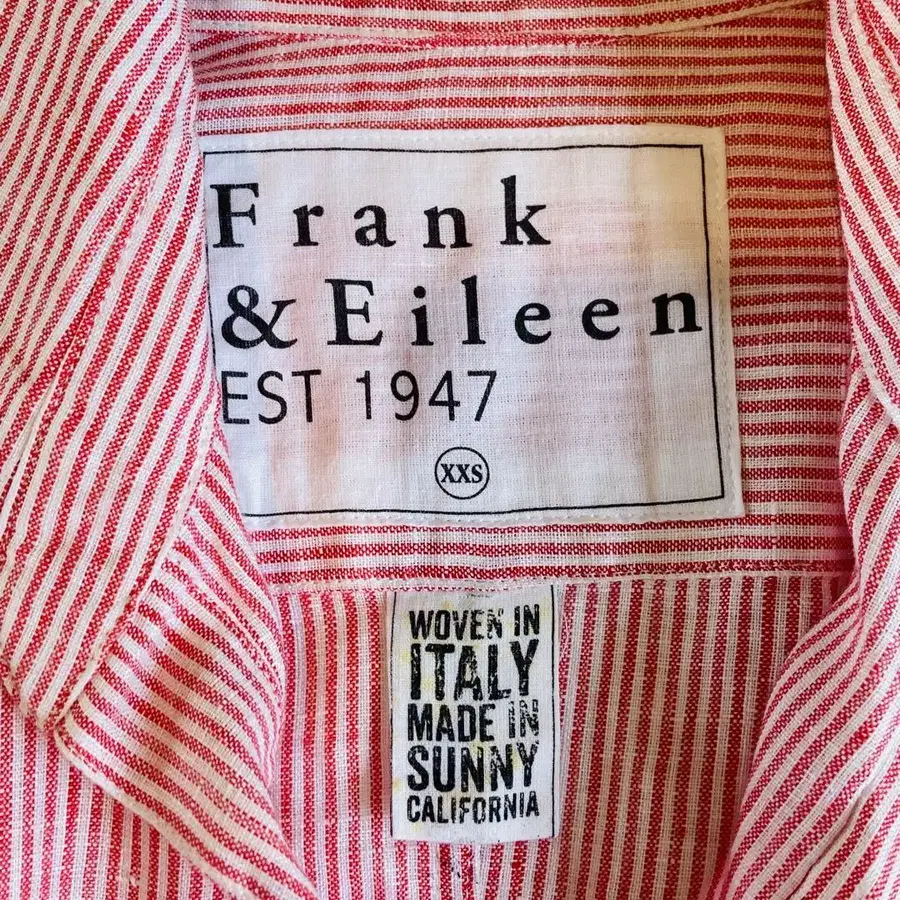 Frank
& Eileen
EST 1947
XXS
WOVEN IN
ITALY
MADE IN
SUNNY
CALIFORNIA